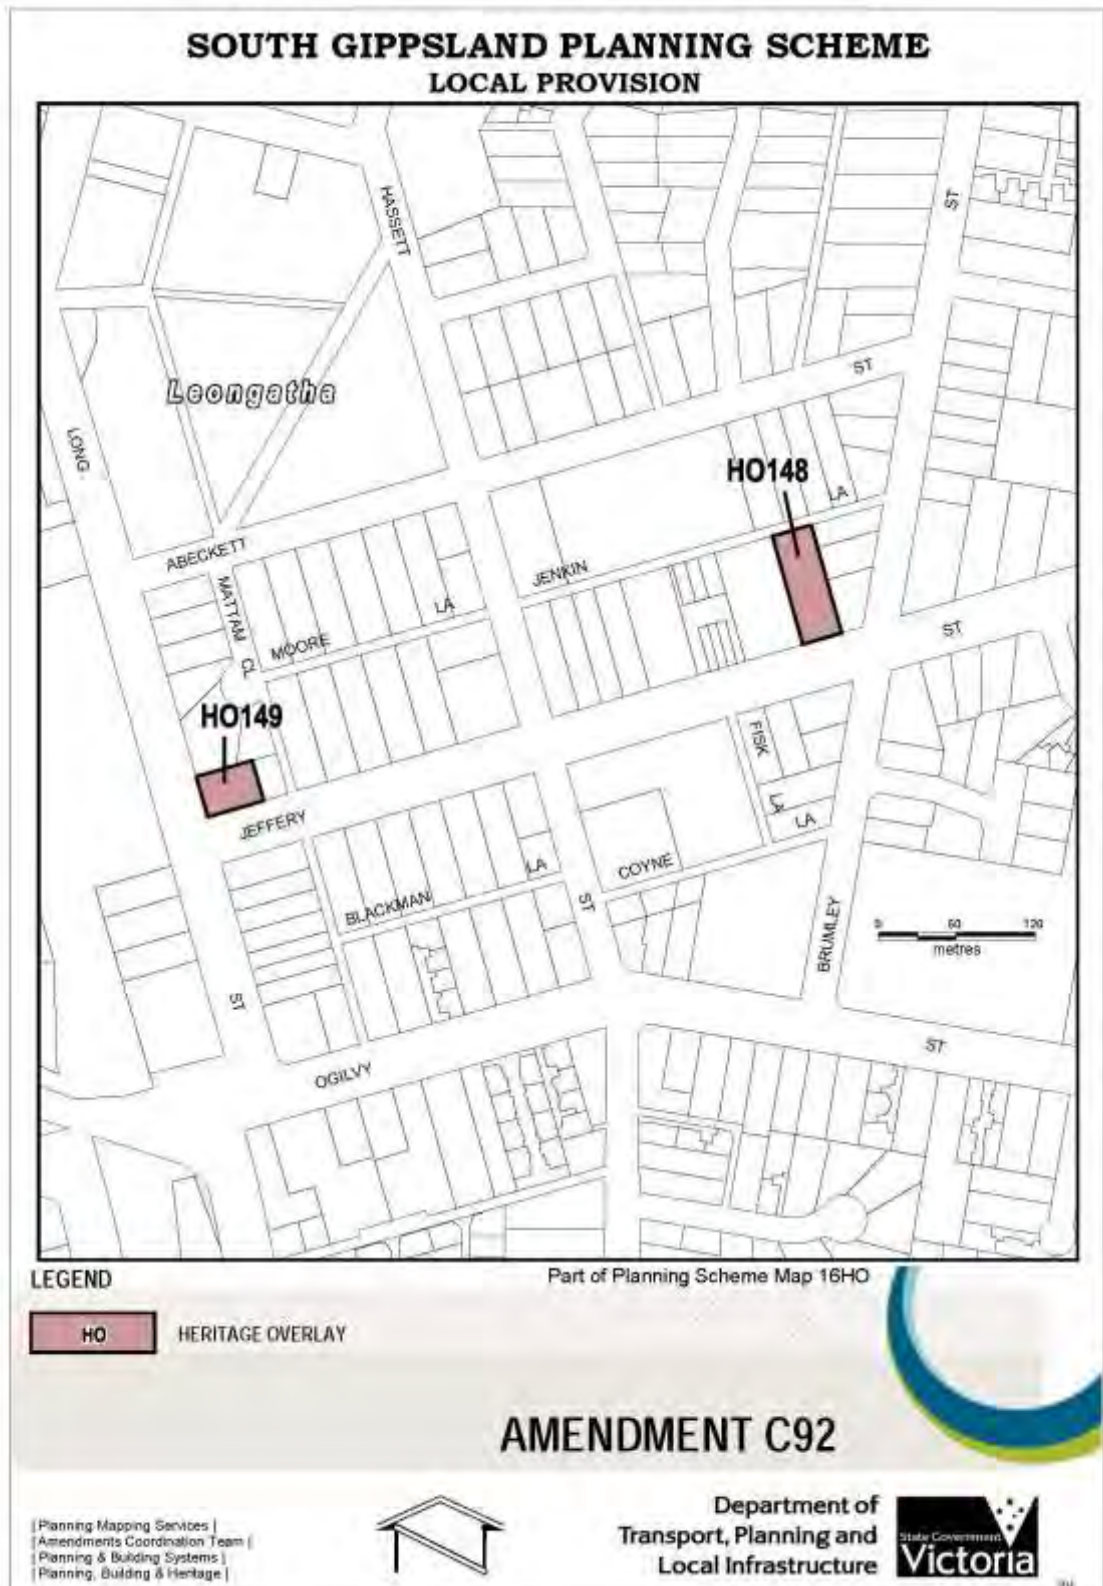 SOUTH GIPPSLAND PLANNING SCHEME
LOCAL PROVISION
HASSETT
ST
Leongatha
ST
LONG
HO148
LA
ABECKETT
JENKIN
MATTAM
LA
CL
MOORE
ST
HO149
FISK
LA
JEFFERY
LA
LA
COYNE
BLACKMAN
ST
BRUMLEY
0 60 120
metres
ST
ST
OGILVY
LEGEND
Part of Planning Scheme Map 16HO
HO
HERITAGE OVERLAY
AMENDMENT C92
| Planning Mapping Services |
| Amendments Coordination Team |
| Planning & Building Systems |
| Planning, Building & Heritage |
Department of
Transport, Planning and
Local Infrastructure
State Government
Victoria